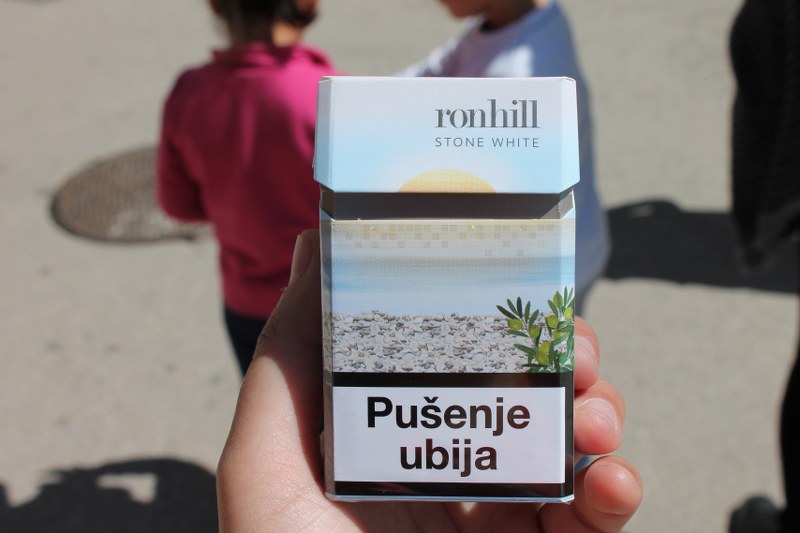 ronhill
STONE WHITE
Pušenje
ubija